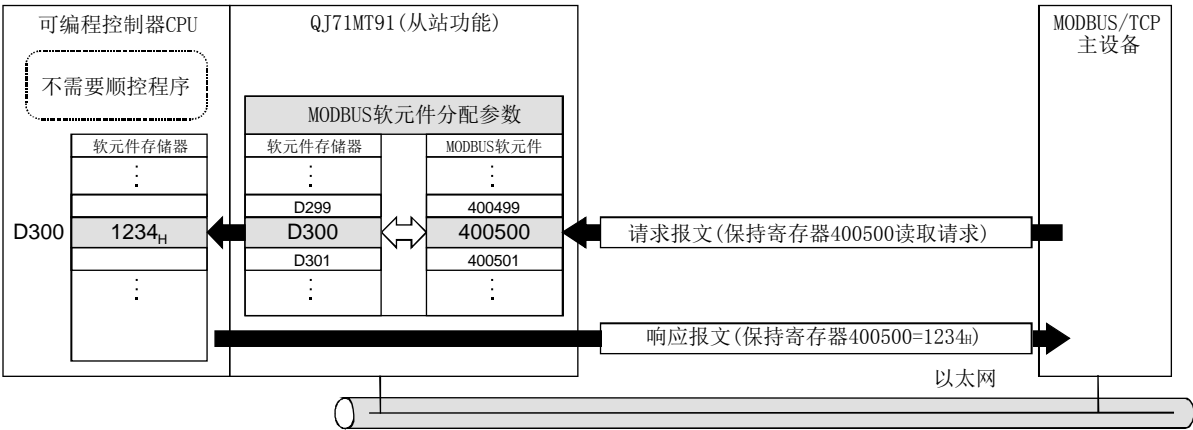 可编程控制器CPU
QJ71MT91(从站功能)
MODBUS/TCP
主设备
不需要顺控程序
MODBUS软元件分配参数
软元件存储器
软元件存储器
MODBUS软元件
D299
400499
D300
1234H
D300
400500
请求报文(保持寄存器400500读取请求)
D301
400501
响应报文(保持寄存器400500=1234H)
以太网